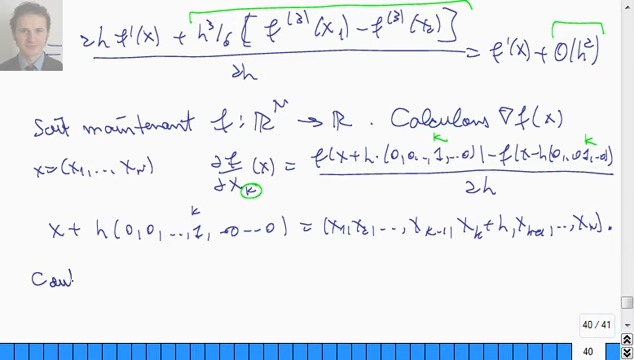 2h f'(x) + h³/6 [ f⁽³⁾(x₁) - f⁽³⁾(x₂) ] / 2h = f'(x) + O(h²)
Soit maintenant f : ℝᴺ → ℝ. Calculons ∇f(x)
x=(x₁,..., x_N) ∂f/∂x_k (x) = f(x+h·(0,0,..,1,..0)) - f(x-h(0,..,0,1,..0)) / 2h
x + h(0,0,...,1,..0---0) = (x₁,x₂,...,x_{k-1}, x_k+h, x_{k+1},..,x_N).
40 / 41
40